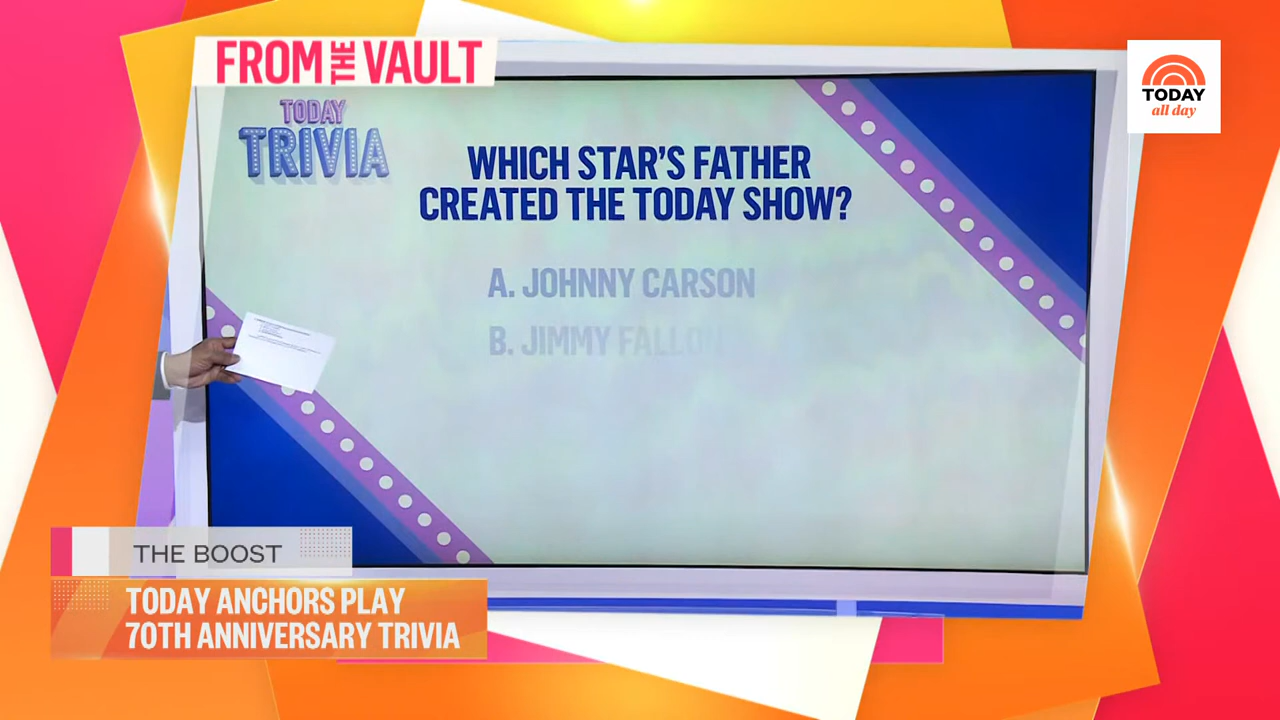 FROM THE VAULT
TODAY
all day
TODAY
TRIVIA
WHICH STAR'S FATHER
CREATED THE TODAY SHOW?
A. JOHNNY CARSON
B. JIMMY FALLON
THE BOOST
TODAY ANCHORS PLAY
70TH ANNIVERSARY TRIVIA